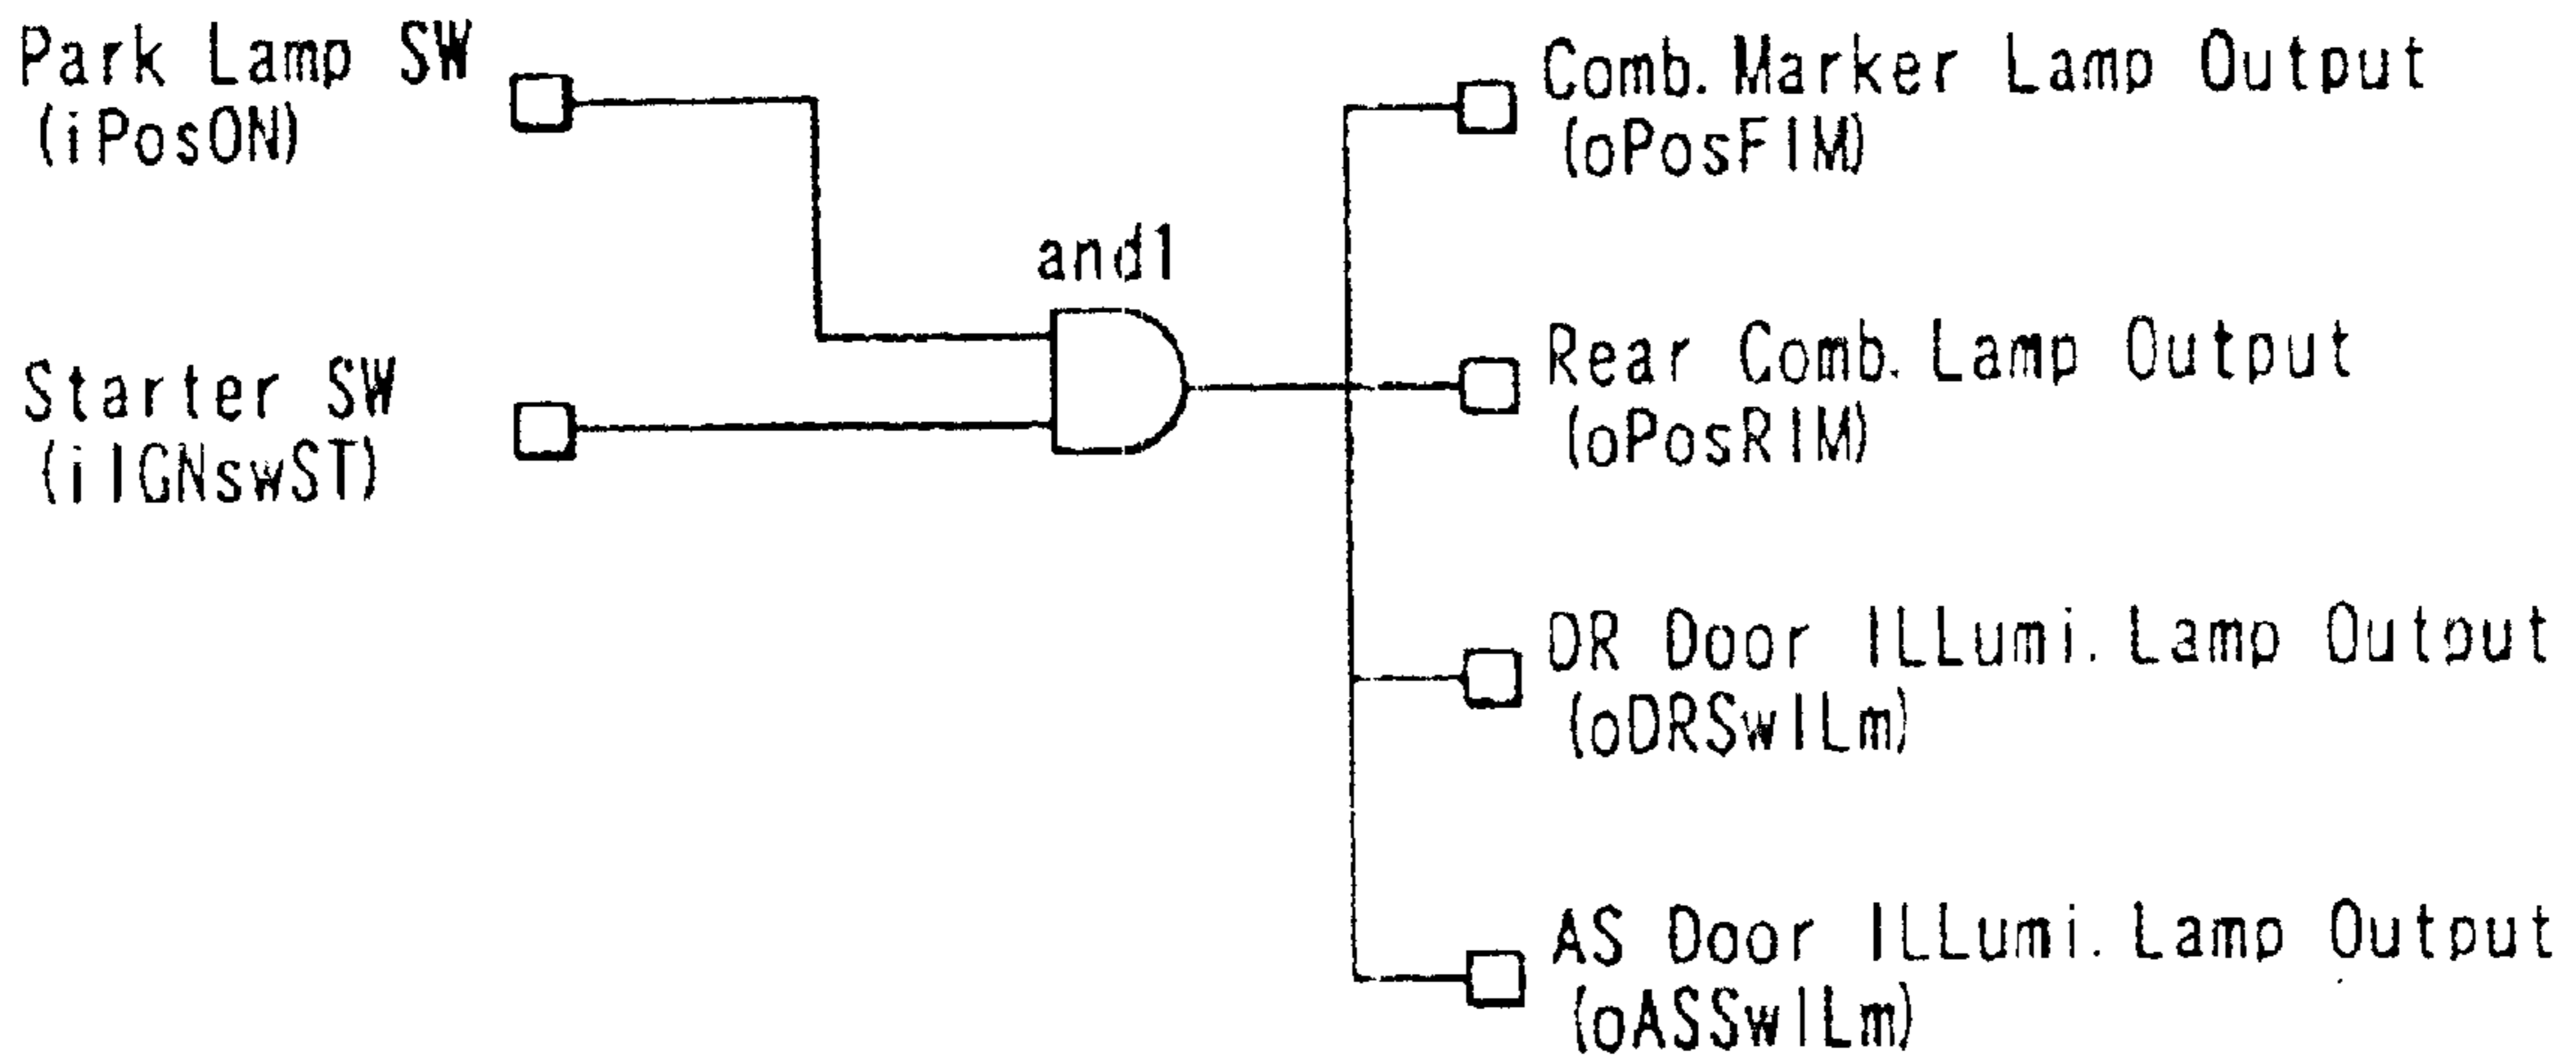 Park Lamp SW
(iPosON)
Starter SW
(iIGNswST)
and1
Comb. Marker Lamp Output
(oPosFIM)
Rear Comb. Lamp Output
(oPosRIM)
DR Door ILLumi. Lamp Output
(oDRSwILm)
AS Door ILLumi. Lamp Output
(oASSwILm)